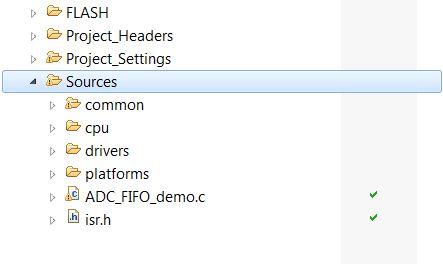 FLASH
Project_Headers
Project_Settings
Sources
common
cpu
drivers
platforms
ADC_FIFO_demo.c
isr.h